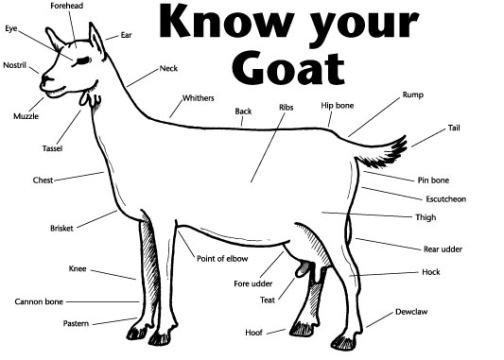 Know your
Goat
Forehead
Eye
Ear
Nostril
Neck
Muzzle
Whithers
Back
Ribs
Hip bone
Rump
Tassel
Tail
Chest
Pin bone
Escutcheon
Thigh
Brisket
Rear udder
Point of elbow
Knee
Hock
Fore udder
Cannon bone
Teat
Pastern
Dewclaw
Hoof